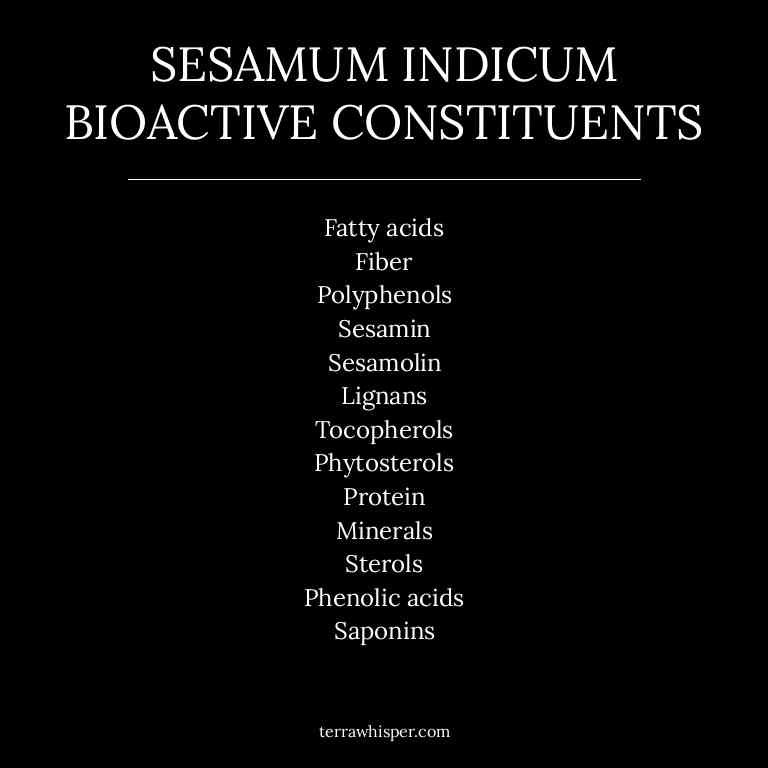 SESAMUM INDICUM
BIOACTIVE CONSTITUENTS
Fatty acids
Fiber
Polyphenols
Sesamin
Sesamolin
Lignans
Tocopherols
Phytosterols
Protein
Minerals
Sterols
Phenolic acids
Saponins
terrawhisper.com